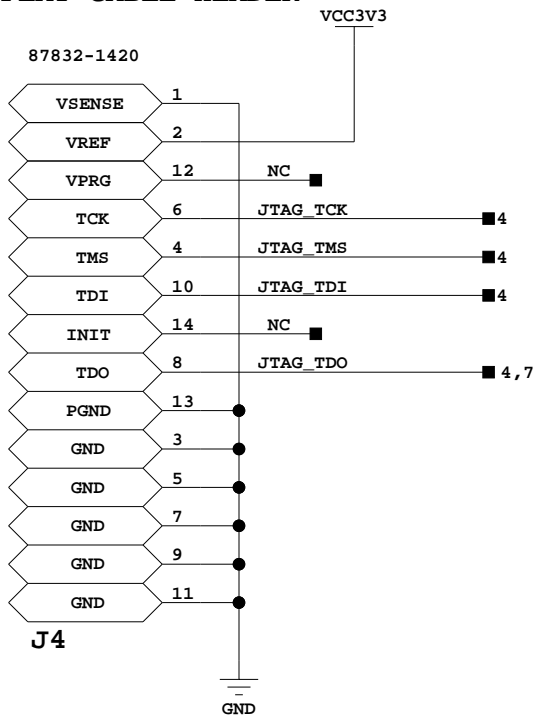 VCC3V3
87832-1420
VSENSE 1
VREF 2
VPRG 12 NC
TCK 6 JTAG_TCK 4
TMS 4 JTAG_TMS 4
TDI 10 JTAG_TDI 4
INIT 14 NC
TDO 8 JTAG_TDO 4,7
PGND 13
GND 3
GND 5
GND 7
GND 9
GND 11
J4
GND